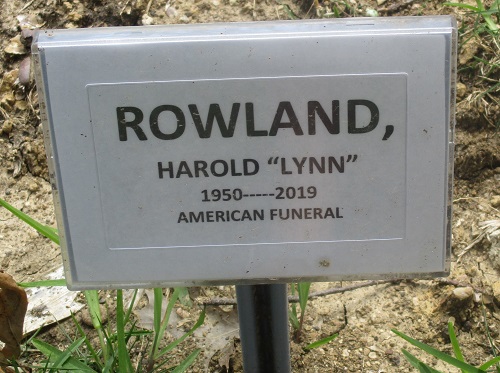 ROWLAND,
HAROLD “LYNN”
1950-----2019
AMERICAN FUNERAL